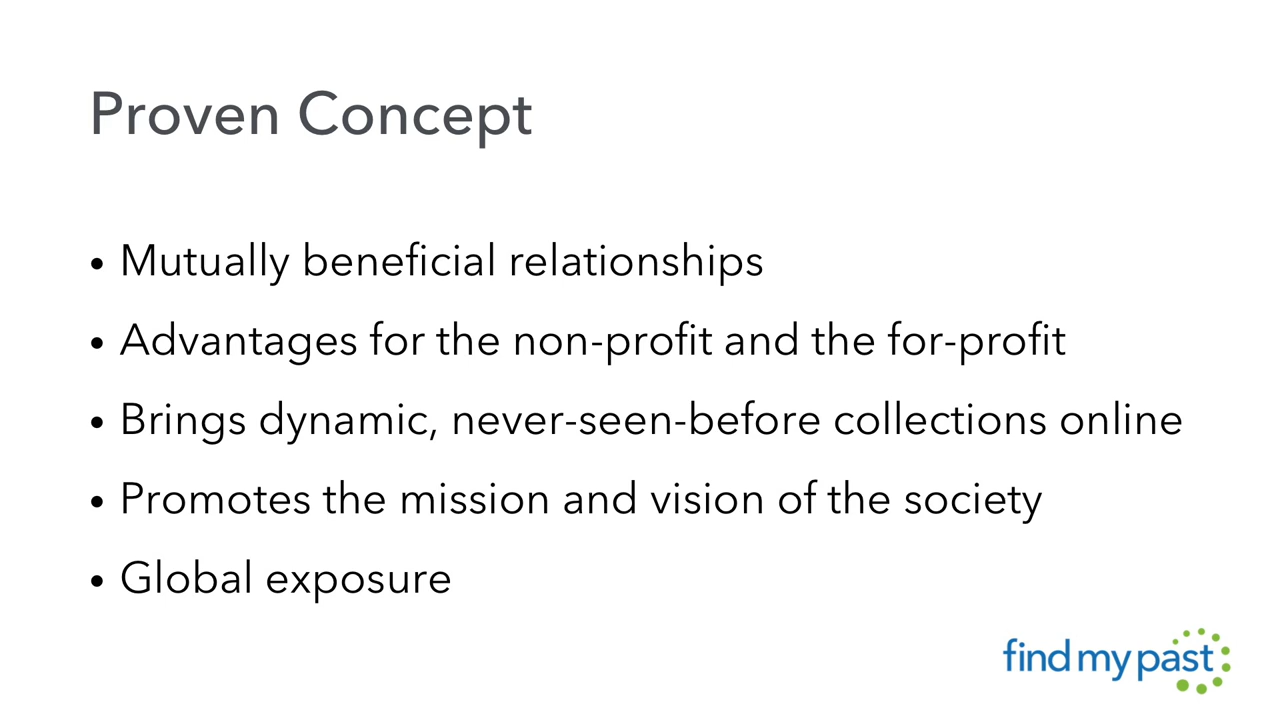 Proven Concept
• Mutually beneficial relationships
• Advantages for the non-profit and the for-profit
• Brings dynamic, never-seen-before collections online
• Promotes the mission and vision of the society
• Global exposure
findmypast